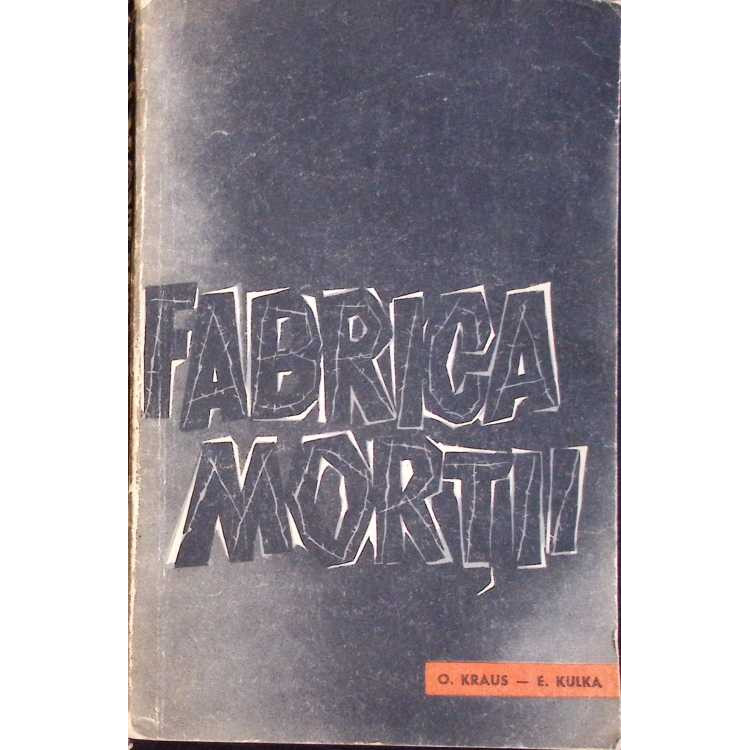 FABRICA
MORȚII
O. KRAUS — E. KULKA